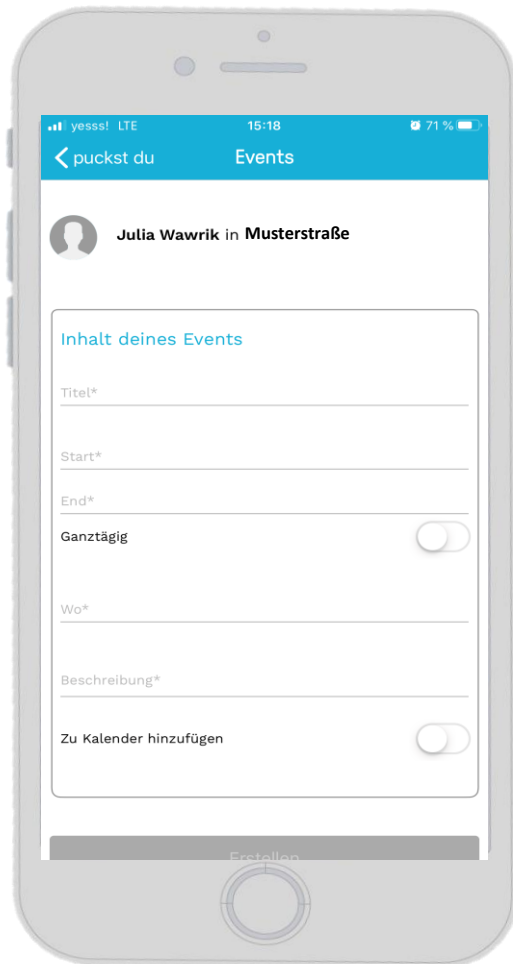 yesss! LTE 15:18 71 %
puckst du Events
Julia Wawrik in Musterstraße
Inhalt deines Events
Titel*
Start*
End*
Ganztägig
Wo*
Beschreibung*
Zu Kalender hinzufügen
Erstellen